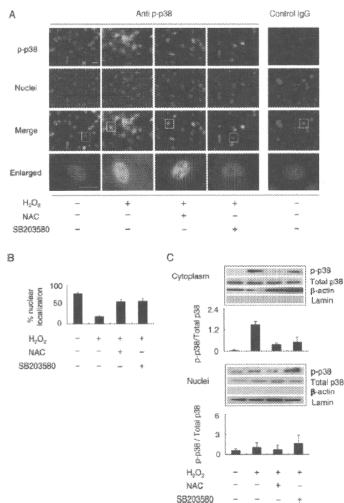 A
Anti p-p38
Control IgG
p-p38
Nuclei
Merge
Enlarged
H₂O₂ − + + + −
NAC − − + − −
SB203580 − − − + −
B
% nuclear localization
100
50
0
H₂O₂ − + + +
NAC − − + −
SB203580 − − − +
C
Cytoplasm
p-p38
Total p38
β-actin
Lamin
p-p38/Total p38
2.4
1.2
0
Nuclei
p-p38
Total p38
β-actin
Lamin
p-p38 / Total p38
6
3
0
H₂O₂ − + + +
NAC − − + −
SB203580 − − − +